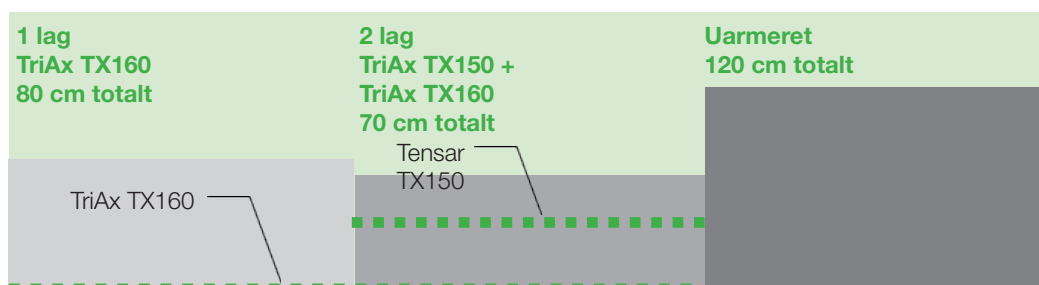 1 lag
TriAx TX160
80 cm totalt
2 lag
TriAx TX150 +
TriAx TX160
70 cm totalt
Uarmeret
120 cm totalt
Tensar
TX150
TriAx TX160